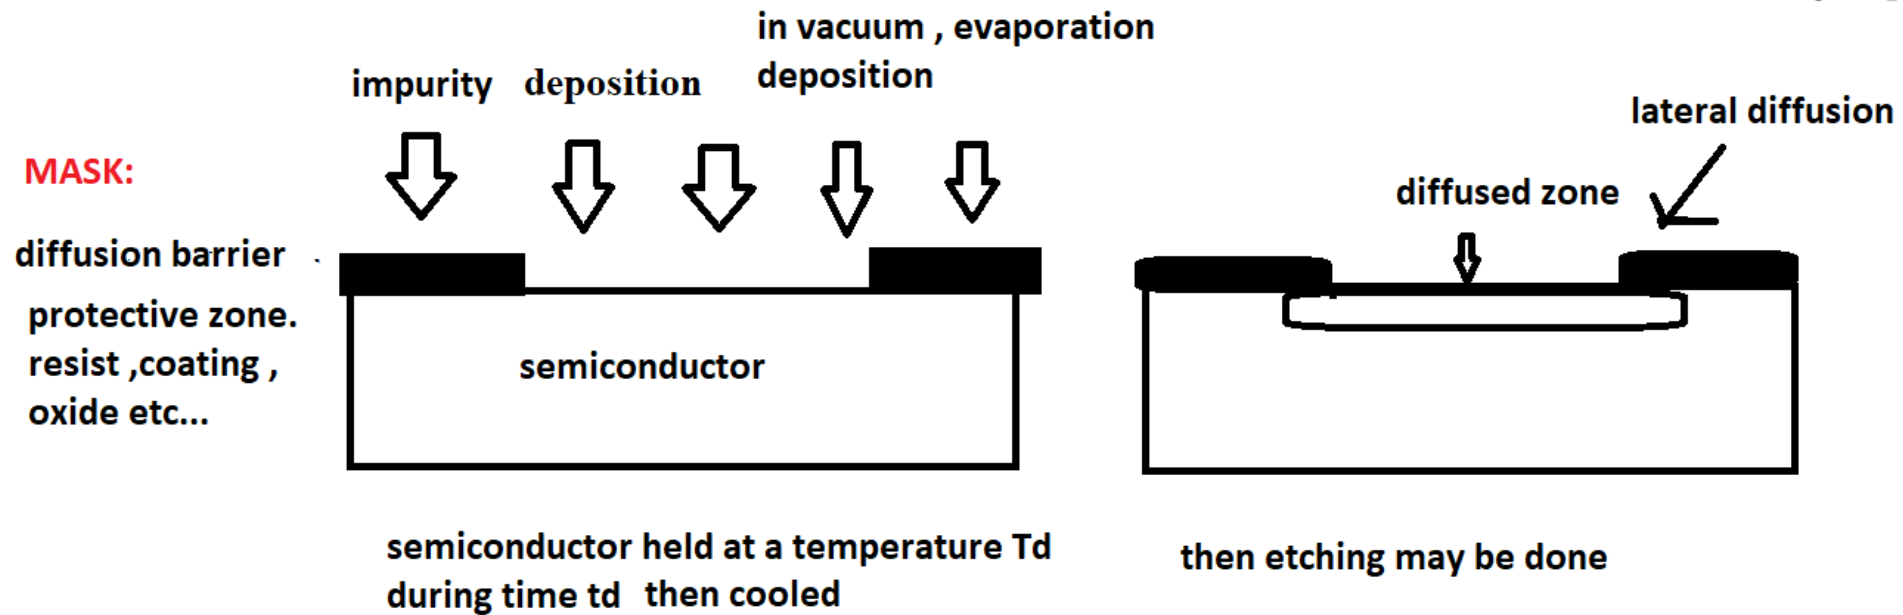 in vacuum , evaporation
deposition
impurity deposition
lateral diffusion
MASK:
diffused zone
diffusion barrier
protective zone.
resist ,coating ,
oxide etc...
semiconductor
semiconductor held at a temperature Td
during time td then cooled
then etching may be done